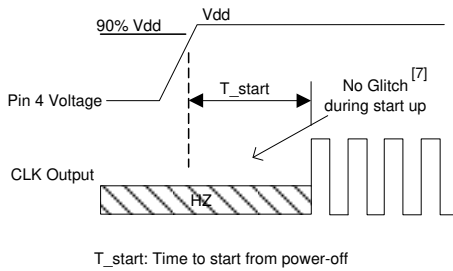 Vdd
90% Vdd
T_start
No Glitch [7]
during start up
Pin 4 Voltage
CLK Output
HZ
T_start: Time to start from power-off